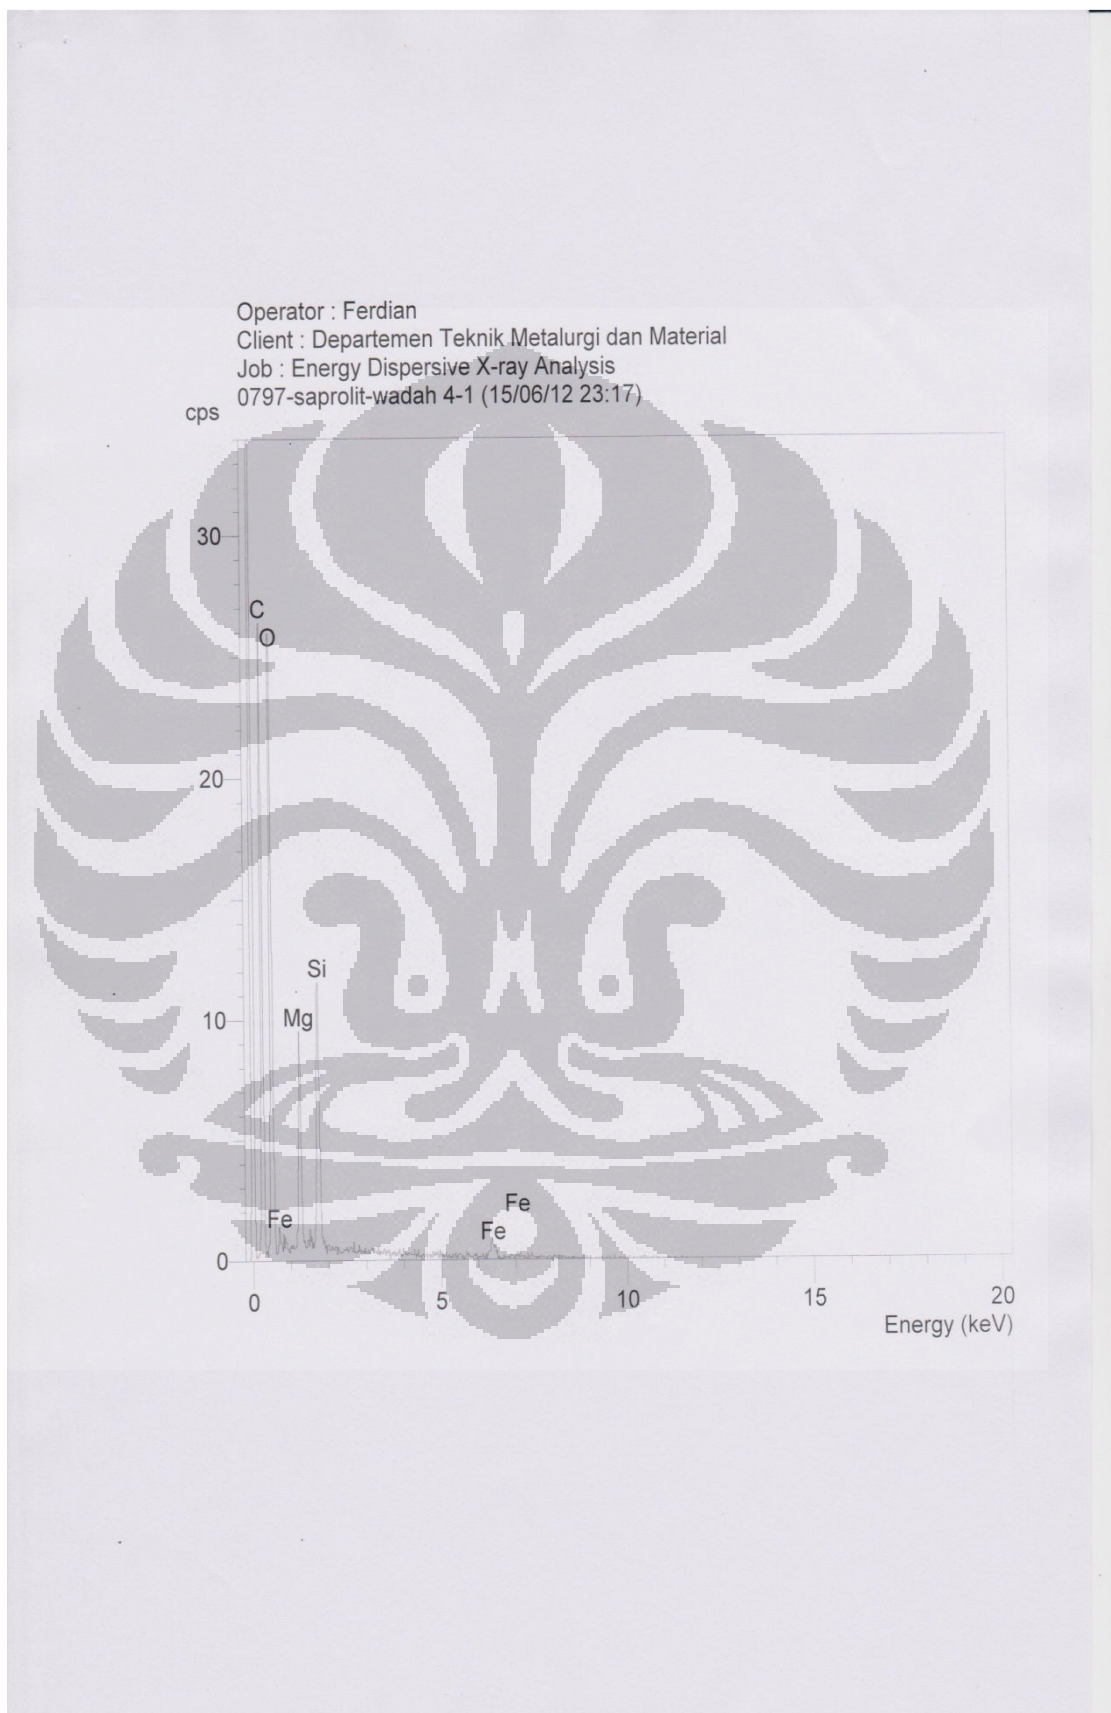 Operator : Ferdian
Client : Departemen Teknik Metalurgi dan Material
Job : Energy Dispersive X-ray Analysis
0797-saprolit-wadah 4-1 (15/06/12 23:17)
cps
30
C
O
20
Si
Mg
10
Fe
Fe
Fe
0
0 5 10 15 20
Energy (keV)